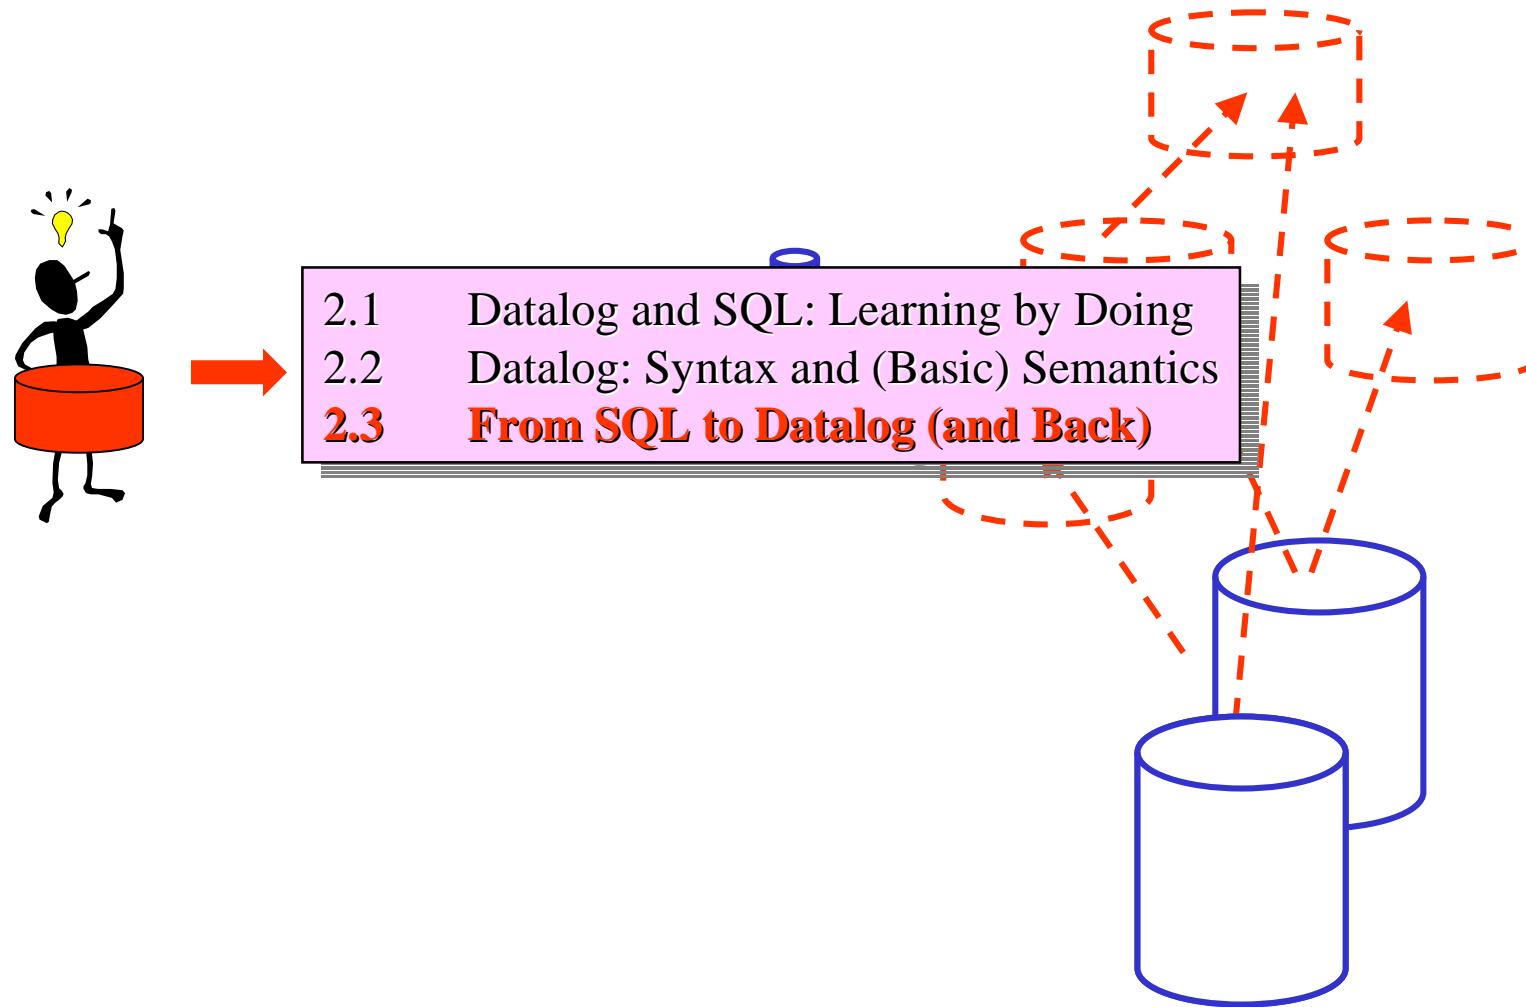 2.1 Datalog and SQL: Learning by Doing
2.2 Datalog: Syntax and (Basic) Semantics
2.3 From SQL to Datalog (and Back)